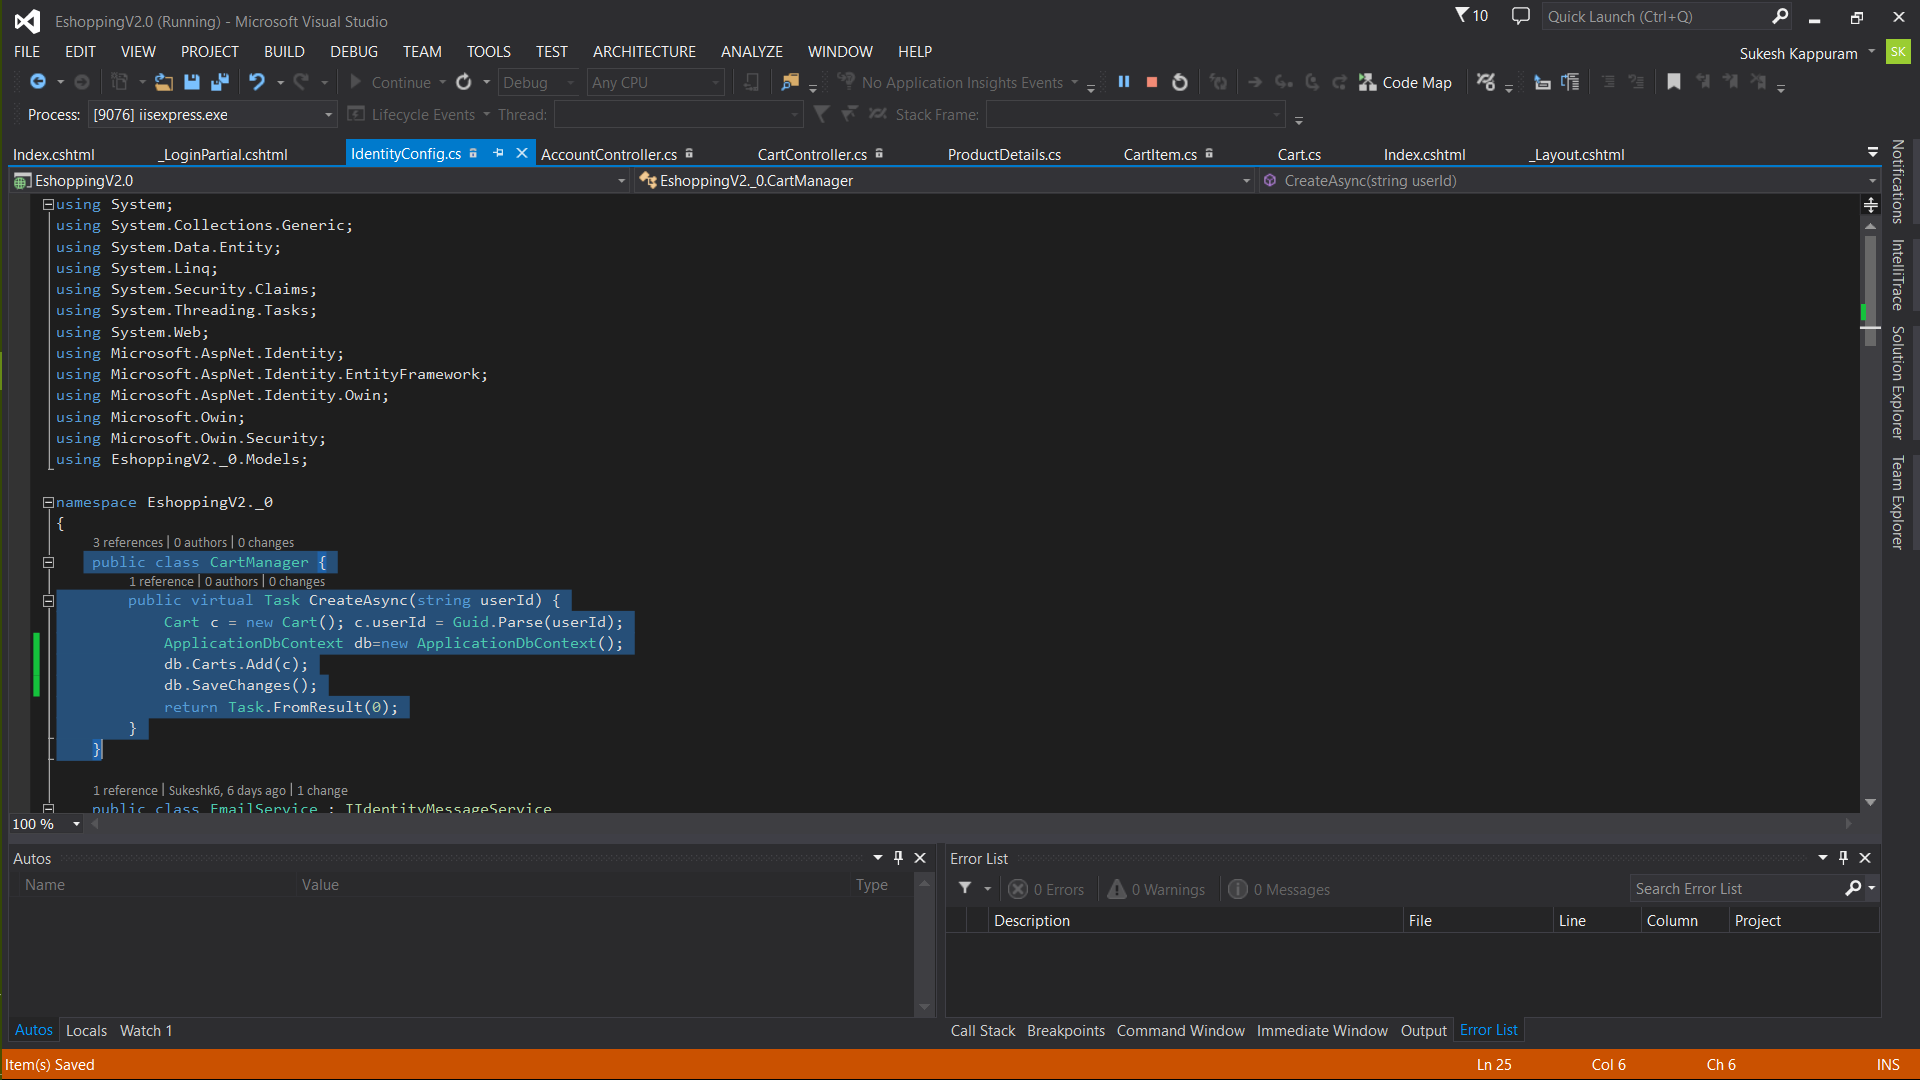 EshoppingV2.0 (Running) - Microsoft Visual Studio
10
Quick Launch (Ctrl+Q)
FILE EDIT VIEW PROJECT BUILD DEBUG TEAM TOOLS TEST ARCHITECTURE ANALYZE WINDOW HELP
Sukesh Kappuram SK
Continue Debug Any CPU No Application Insights Events Code Map
Process: [9076] iisexpress.exe Lifecycle Events Thread: Stack Frame:
Index.cshtml _LoginPartial.cshtml IdentityConfig.cs AccountController.cs CartController.cs ProductDetails.cs CartItem.cs Cart.cs Index.cshtml _Layout.cshtml
EshoppingV2.0 EshoppingV2._0.CartManager CreateAsync(string userId)
using System;
using System.Collections.Generic;
using System.Data.Entity;
using System.Linq;
using System.Security.Claims;
using System.Threading.Tasks;
using System.Web;
using Microsoft.AspNet.Identity;
using Microsoft.AspNet.Identity.EntityFramework;
using Microsoft.AspNet.Identity.Owin;
using Microsoft.Owin;
using Microsoft.Owin.Security;
using EshoppingV2._0.Models;
namespace EshoppingV2._0
{
3 references | 0 authors | 0 changes
public class CartManager {
1 reference | 0 authors | 0 changes
public virtual Task CreateAsync(string userId) {
Cart c = new Cart(); c.userId = Guid.Parse(userId);
ApplicationDbContext db=new ApplicationDbContext();
db.Carts.Add(c);
db.SaveChanges();
return Task.FromResult(0);
}
}
1 reference | Sukeshk6, 6 days ago | 1 change
public class EmailService : IIdentityMessageService
100 %
Notifications
IntelliTrace
Solution Explorer
Team Explorer
Autos
Name Value Type
Autos Locals Watch 1
Error List
0 Errors 0 Warnings 0 Messages Search Error List
Description File Line Column Project
Call Stack Breakpoints Command Window Immediate Window Output Error List
Item(s) Saved Ln 25 Col 6 Ch 6 INS